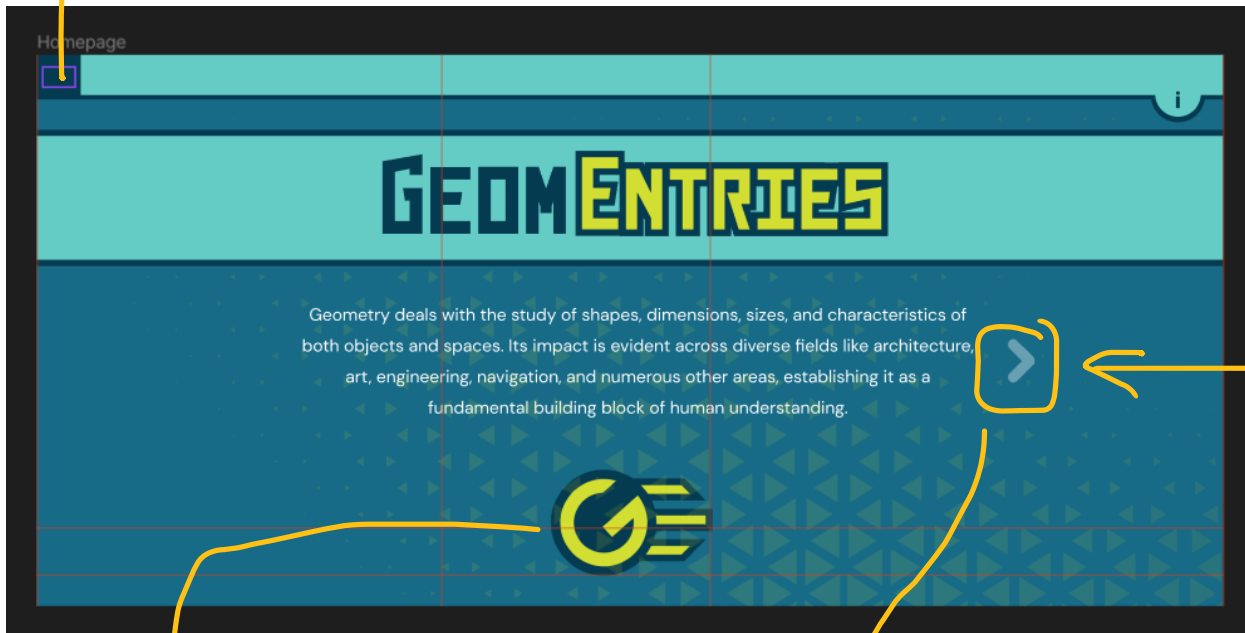 Homepage
i
GEOMENTRIES
Geometry deals with the study of shapes, dimensions, sizes, and characteristics of
both objects and spaces. Its impact is evident across diverse fields like architecture,
art, engineering, navigation, and numerous other areas, establishing it as a
fundamental building block of human understanding.
GE